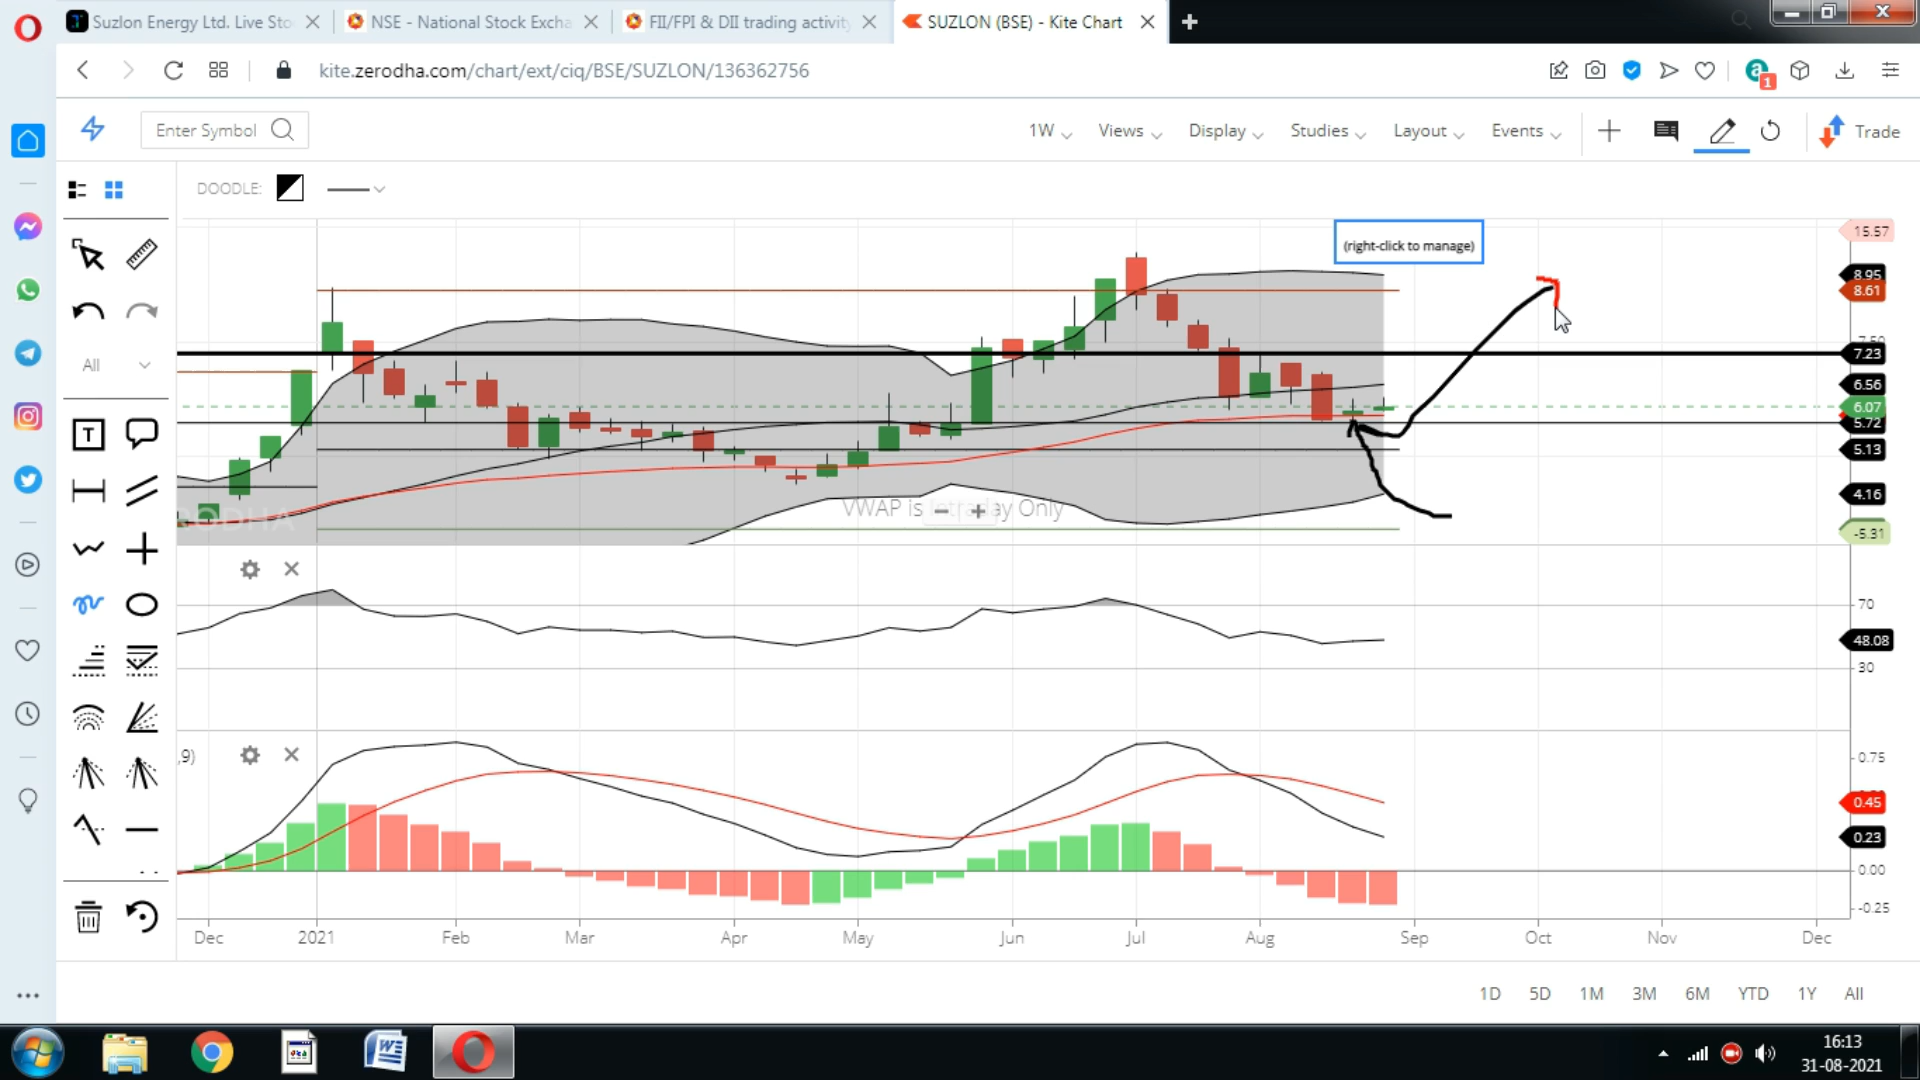 Suzlon Energy Ltd. Live Sto
NSE - National Stock Excha
FII/FPI & DII trading activity
SUZLON (BSE) - Kite Chart
kite.zerodha.com/chart/ext/ciq/BSE/SUZLON/136362756
1
Enter Symbol
1W
Views
Display
Studies
Layout
Events
Trade
DOODLE:
(right-click to manage)
All
T
15.57
8.95
8.61
7.50
7.23
6.56
6.07
5.72
5.13
4.16
-5.31
VWAP is Intraday Only
70
48.08
30
,9)
0.75
0.45
0.23
0.00
-0.25
Dec
2021
Feb
Mar
Apr
May
Jun
Jul
Aug
Sep
Oct
Nov
Dec
1D
5D
1M
3M
6M
YTD
1Y
All
16:13
31-08-2021